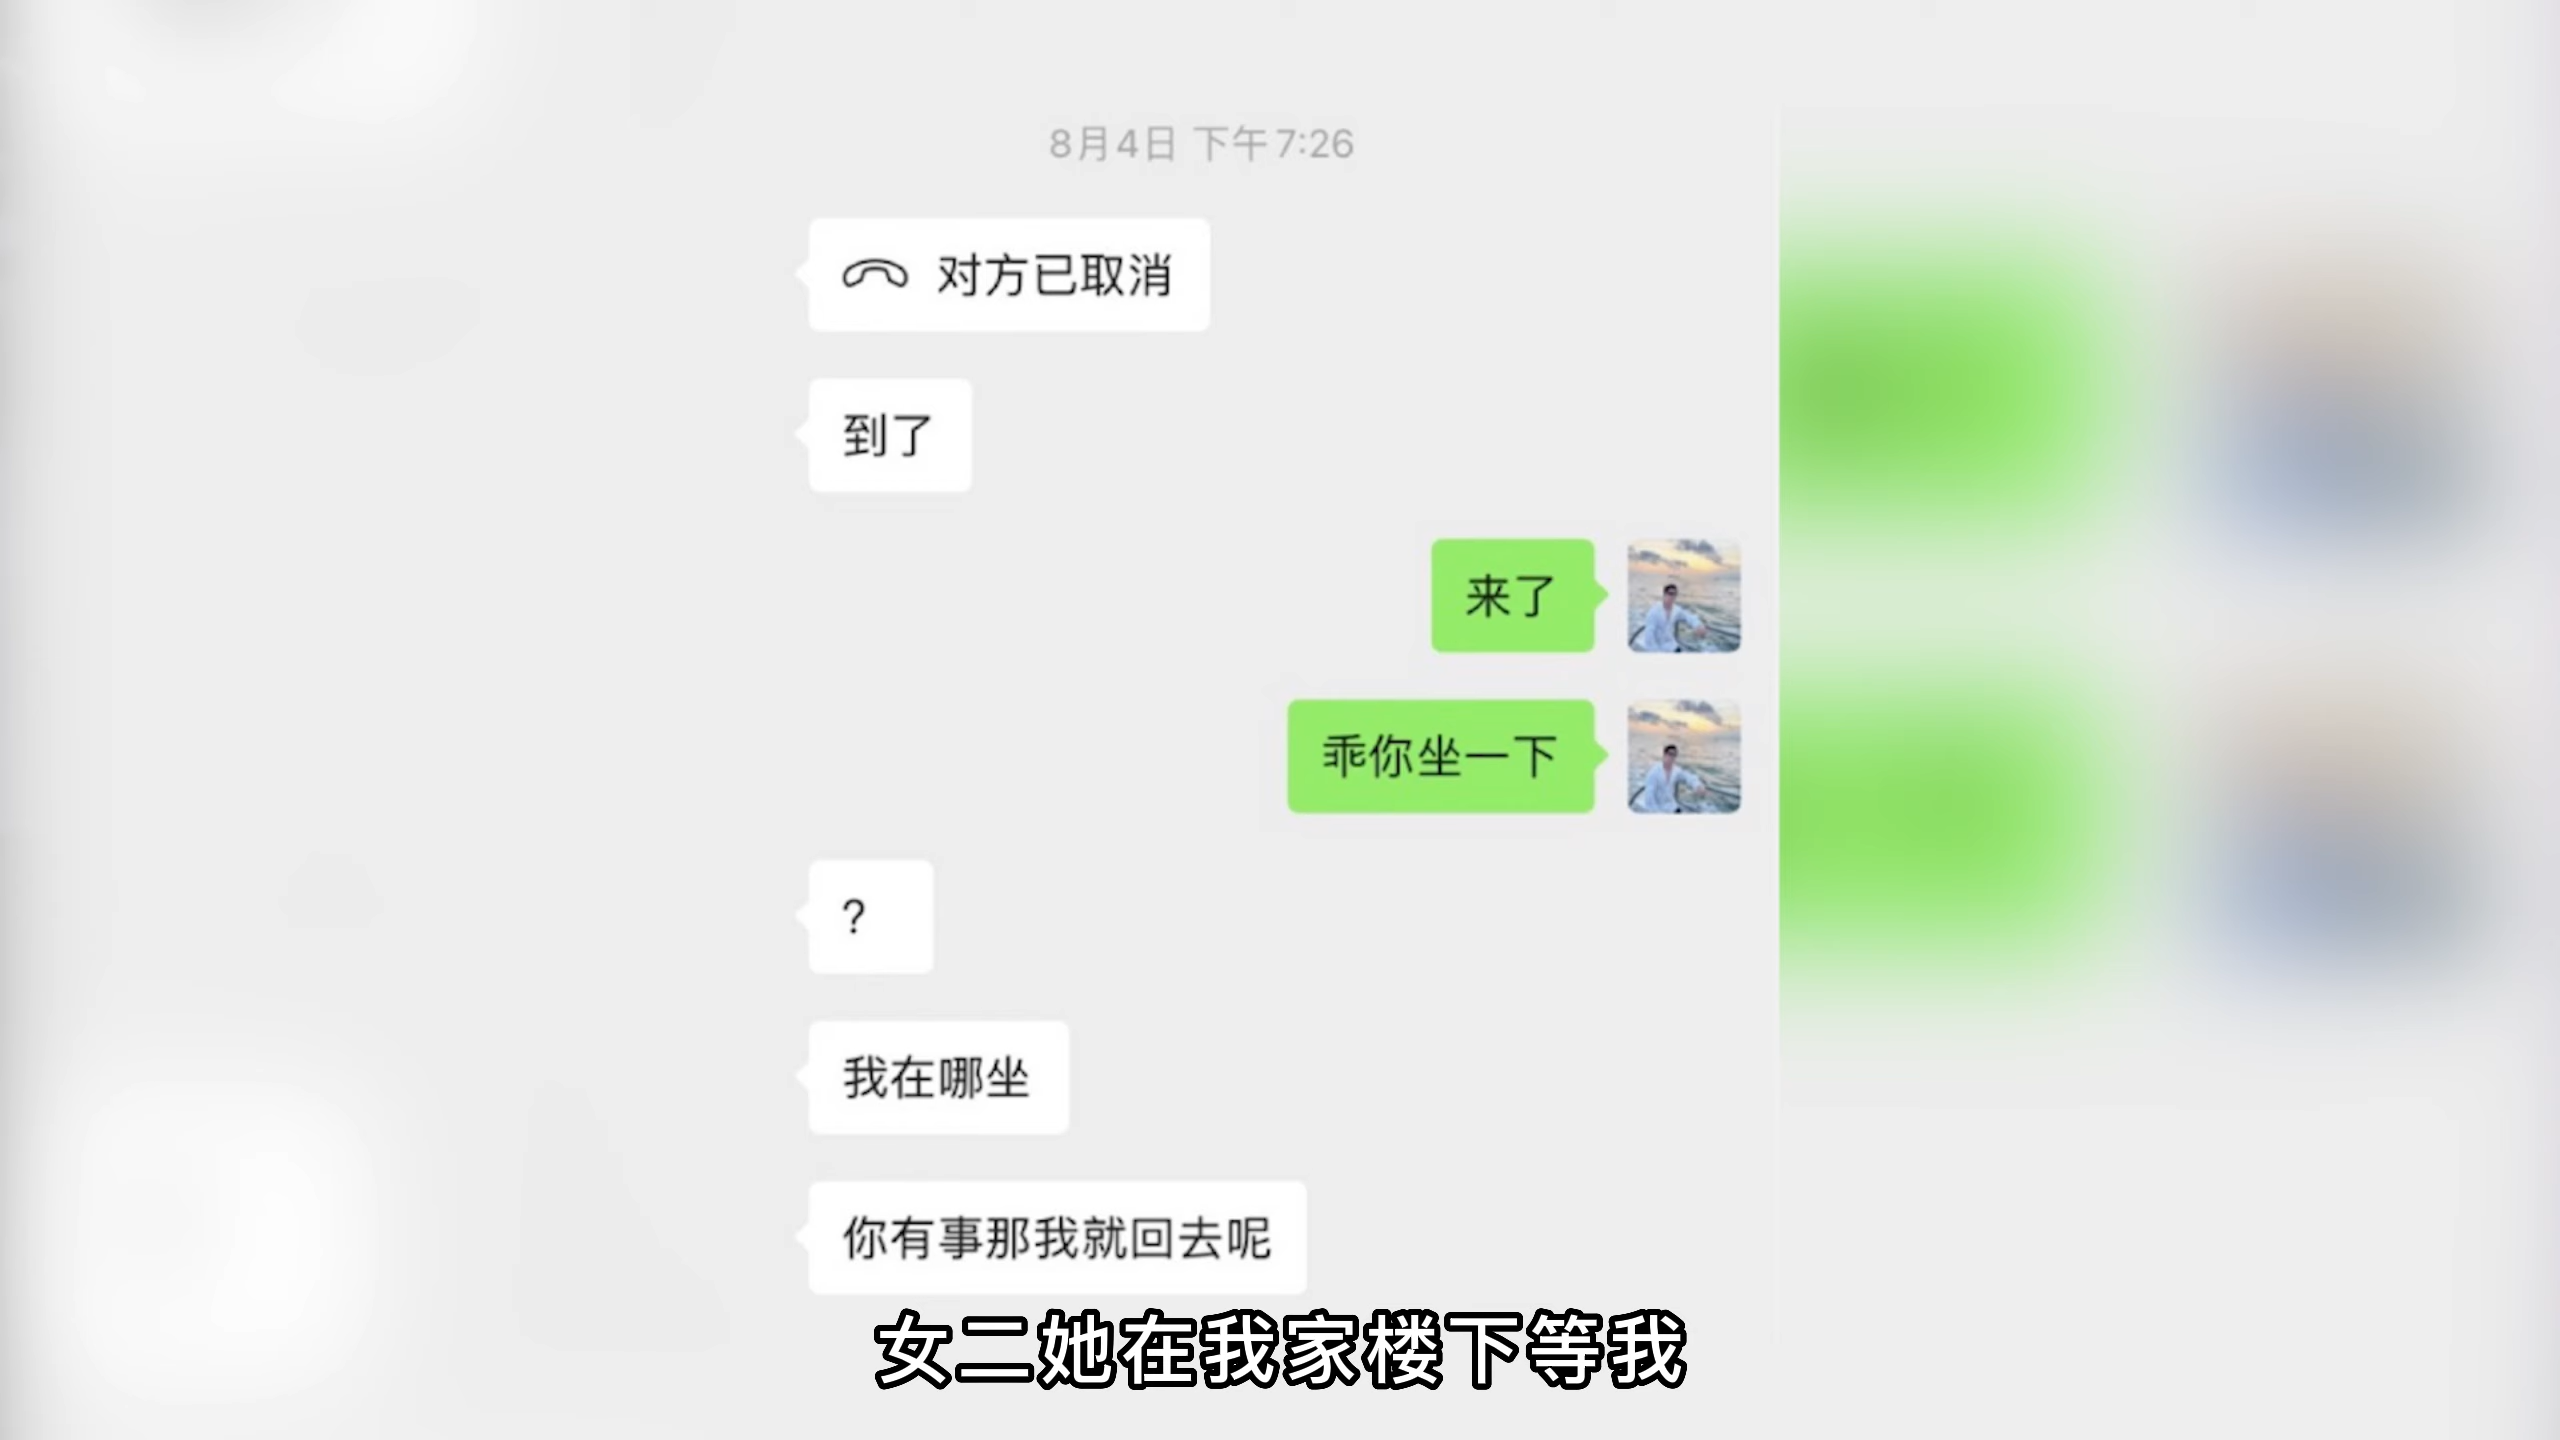 8月4日 下午7:26
对方已取消
到了
来了
乖你坐一下
?
我在哪坐
你有事那我就回去呢
女二她在我家楼下等我